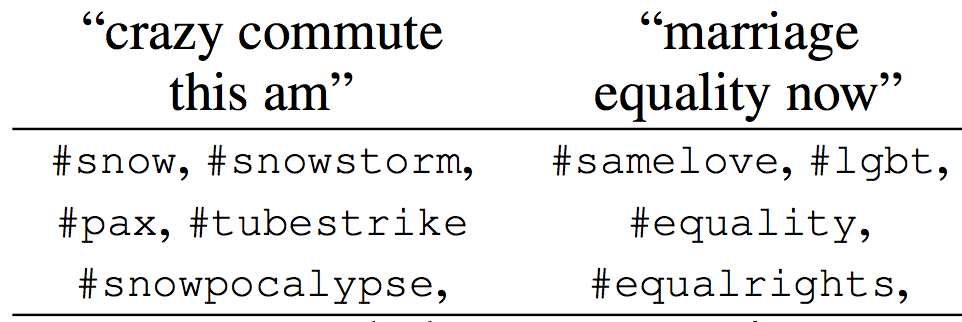 “crazy commute
this am”
“marriage
equality now”
#snow, #snowstorm,
#pax, #tubestrike
#snowpocalypse,
#samelove, #lgbt,
#equality,
#equalrights,